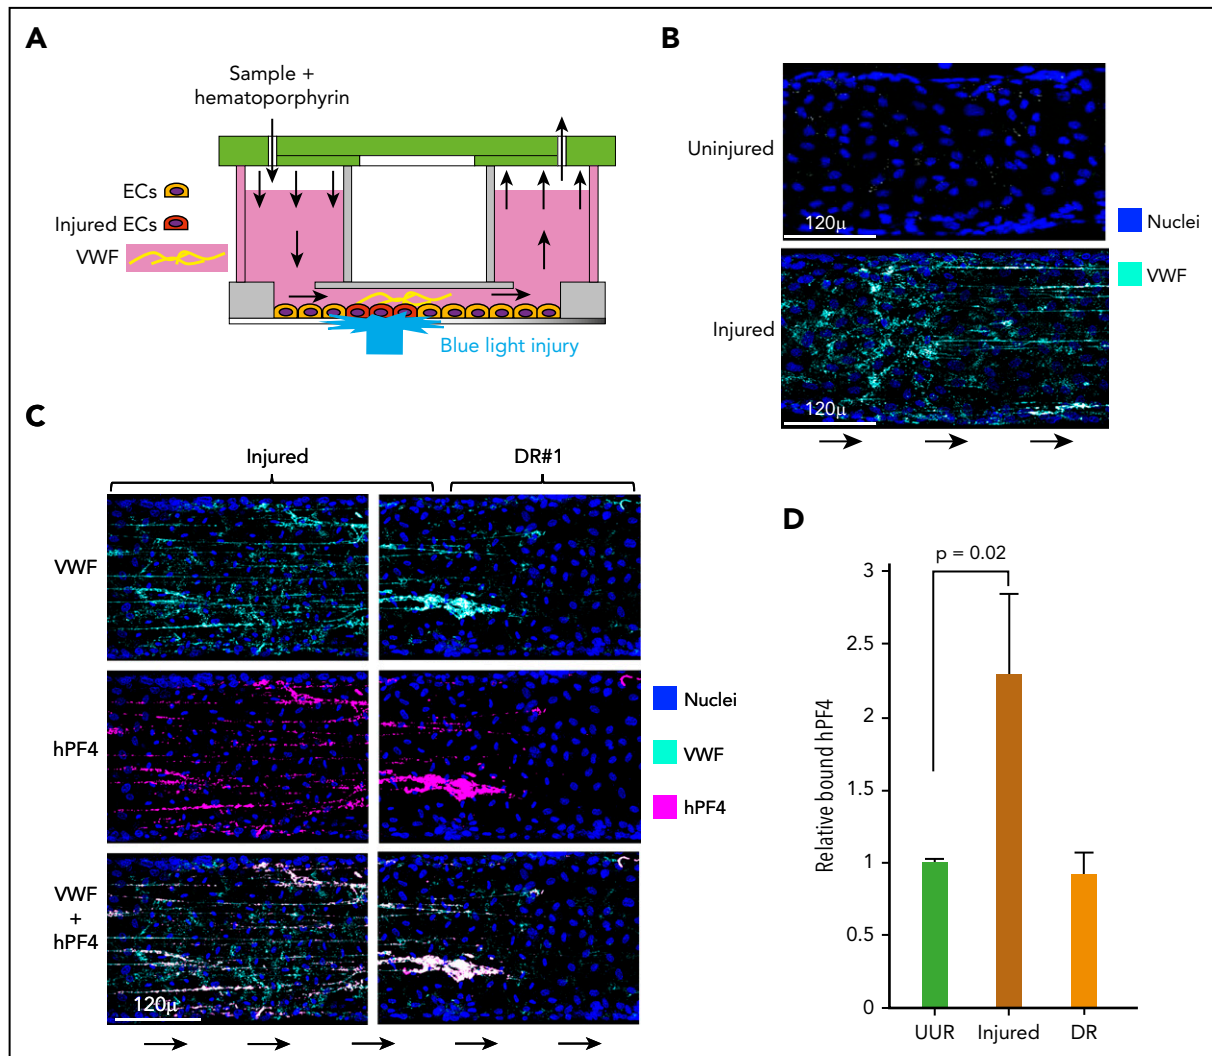 A
Sample +
hematoporphyrin
ECs
Injured ECs
VWF
Blue light injury
B
Uninjured
120μ
Injured
120μ
Nuclei
VWF
C
Injured
DR#1
VWF
hPF4
VWF
+
hPF4
120μ
Nuclei
VWF
hPF4
D
p = 0.02
Relative bound hPF4
3
2.5
2
1.5
1
0.5
0
UUR
Injured
DR